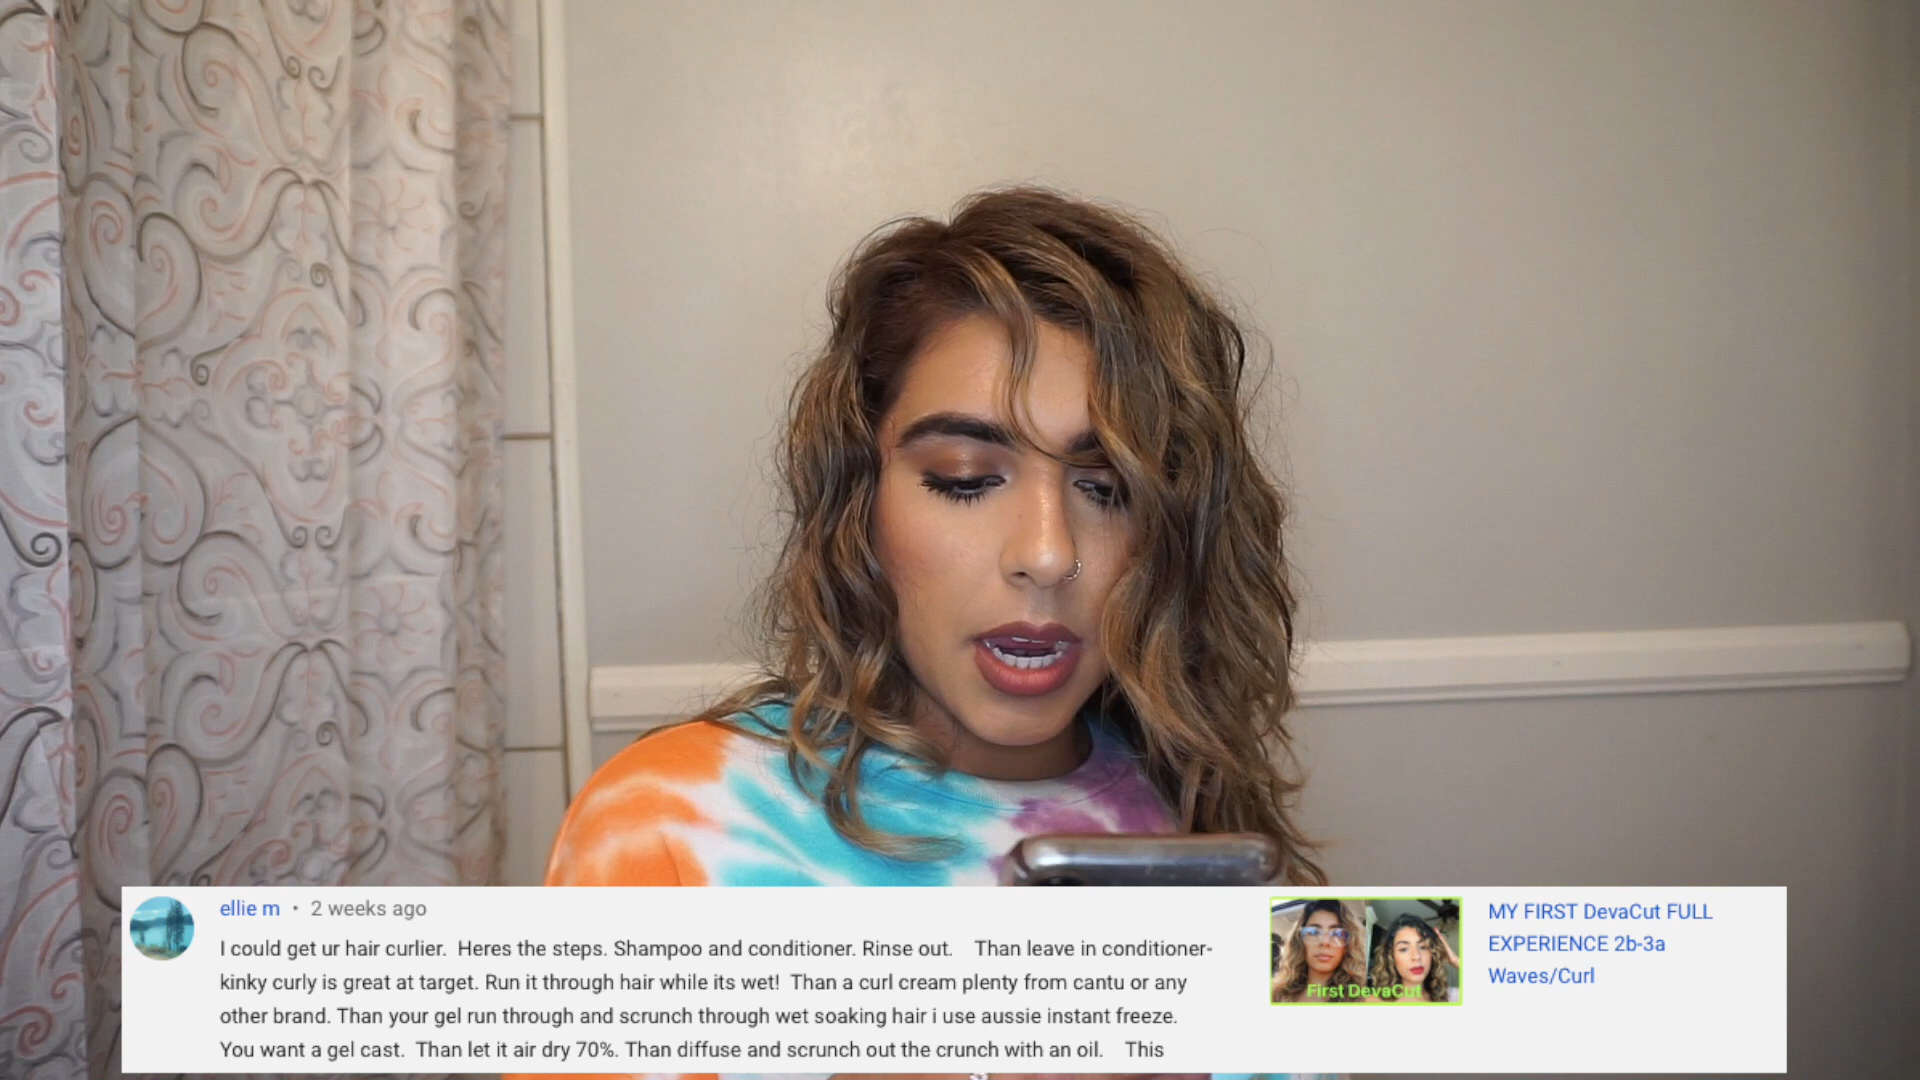 ellie m • 2 weeks ago
I could get ur hair curlier. Heres the steps. Shampoo and conditioner. Rinse out. Than leave in conditioner-
kinky curly is great at target. Run it through hair while its wet! Than a curl cream plenty from cantu or any
other brand. Than your gel run through and scrunch through wet soaking hair i use aussie instant freeze.
You want a gel cast. Than let it air dry 70%. Than diffuse and scrunch out the crunch with an oil. This
First DevaCut
MY FIRST DevaCut FULL
EXPERIENCE 2b-3a
Waves/Curl